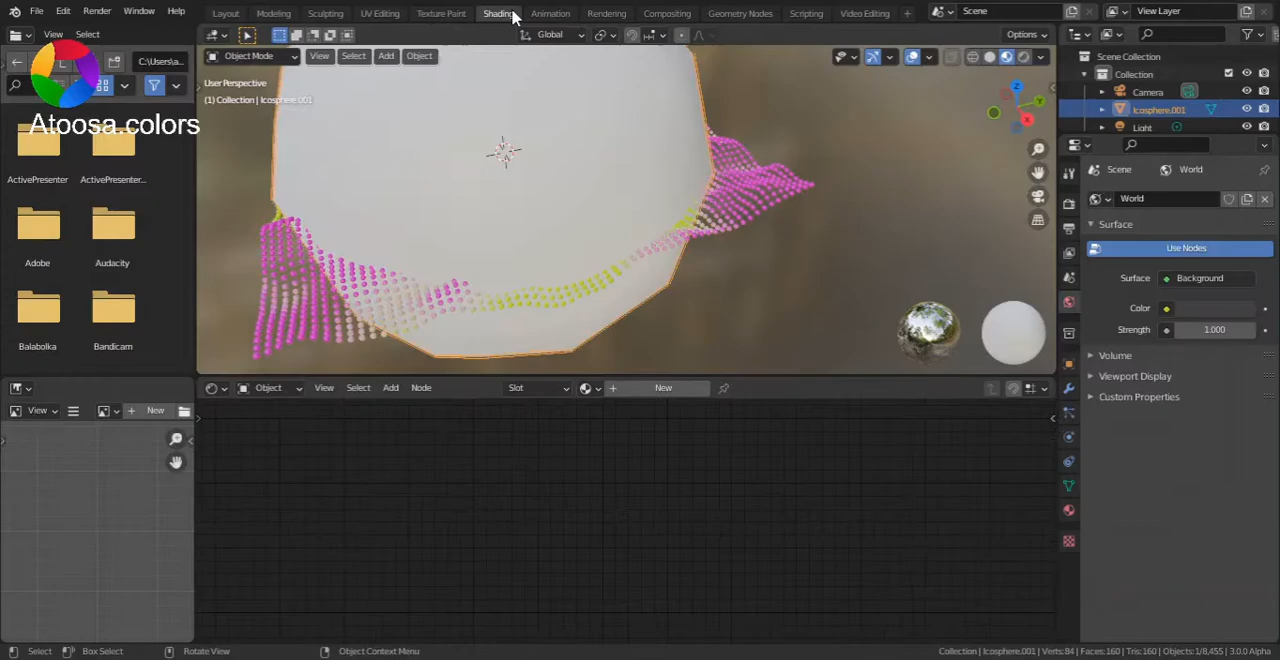 File Edit Render Window Help
Layout Modeling Sculpting UV Editing Texture Paint Shading Animation Rendering Compositing Geometry Nodes Scripting Video Editing +
Scene
View Layer
View Select
C:\Users\a...
Atoosa.colors
ActivePresenter
ActivePresenter...
Adobe
Audacity
Balabolka
Bandicam
Global
Options
Object Mode
View Select Add Object
User Perspective
(1) Collection | Icosphere.001
Z
Y
X
Scene Collection
Collection
Camera
Icosphere.001
Light
Scene
World
World
Surface
Use Nodes
Surface
Background
Color
Strength
1.000
Volume
Viewport Display
Custom Properties
View
+ New
Object
View Select Add Node
Slot
+ New
Select
Box Select
Rotate View
Object Context Menu
Collection | Icosphere.001 | Verts:84 | Faces:160 | Tris:160 | Objects:1/8,455 | 3.0.0 Alpha